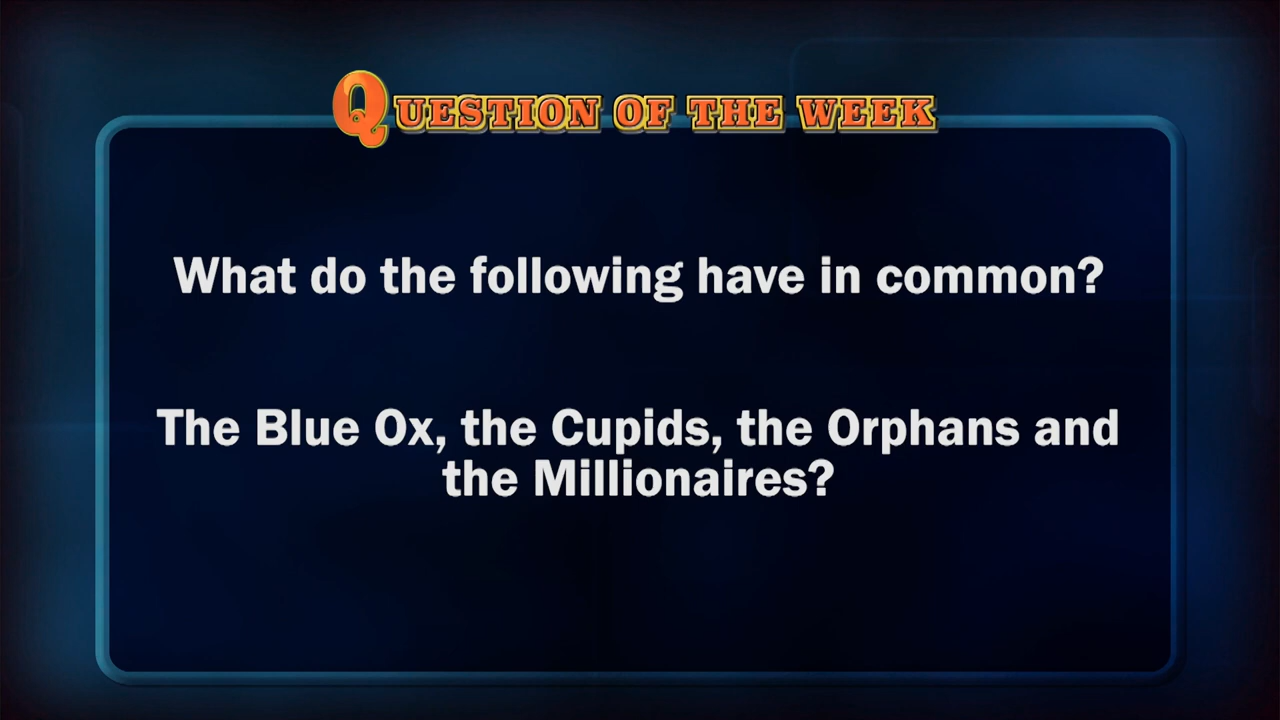 QUESTION OF THE WEEK
What do the following have in common?
The Blue Ox, the Cupids, the Orphans and
the Millionaires?